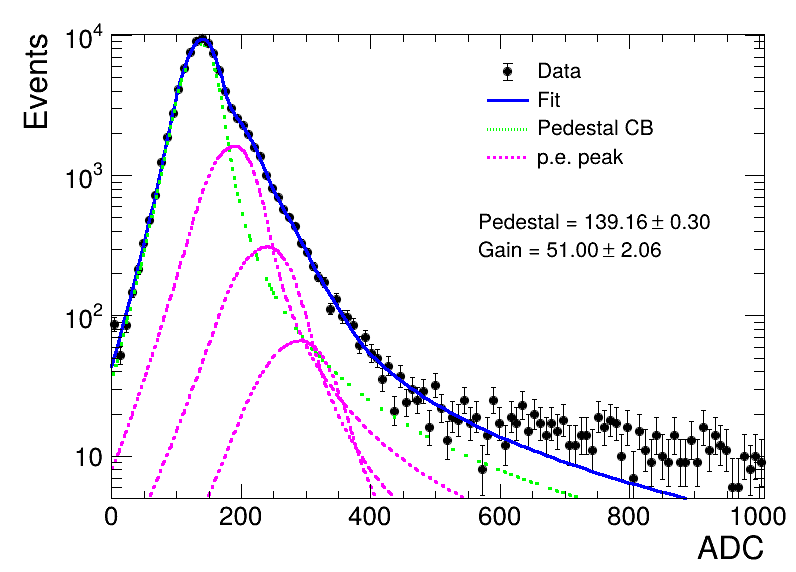 Events
10⁴
10³
10²
10
Data
Fit
Pedestal CB
p.e. peak
Pedestal = 139.16 ± 0.30
Gain = 51.00 ± 2.06
0 200 400 600 800 1000
ADC